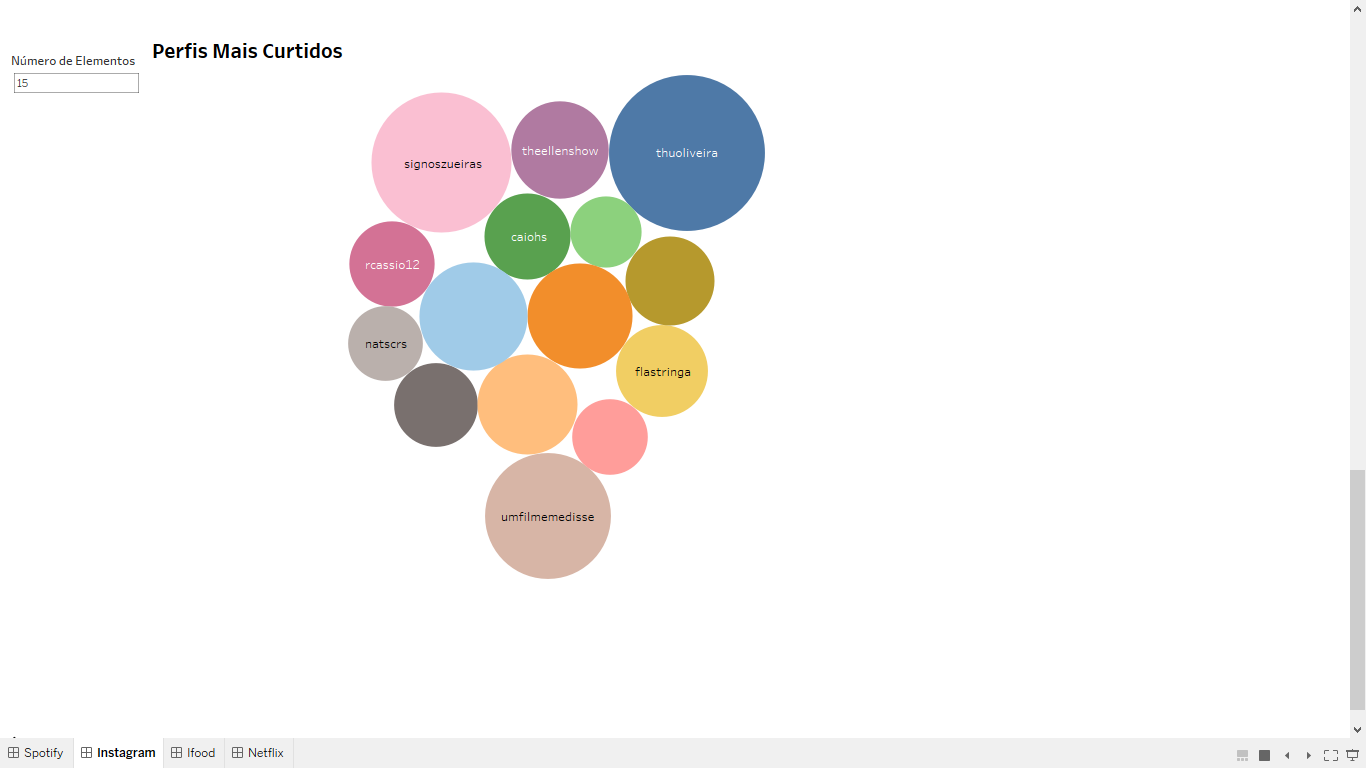 Perfis Mais Curtidos
Número de Elementos
15
signoszueiras
theellenshow
thuoliveira
caiohs
rcassio12
natscrs
flastringa
umfilmemedisse
Spotify
Instagram
Ifood
Netflix